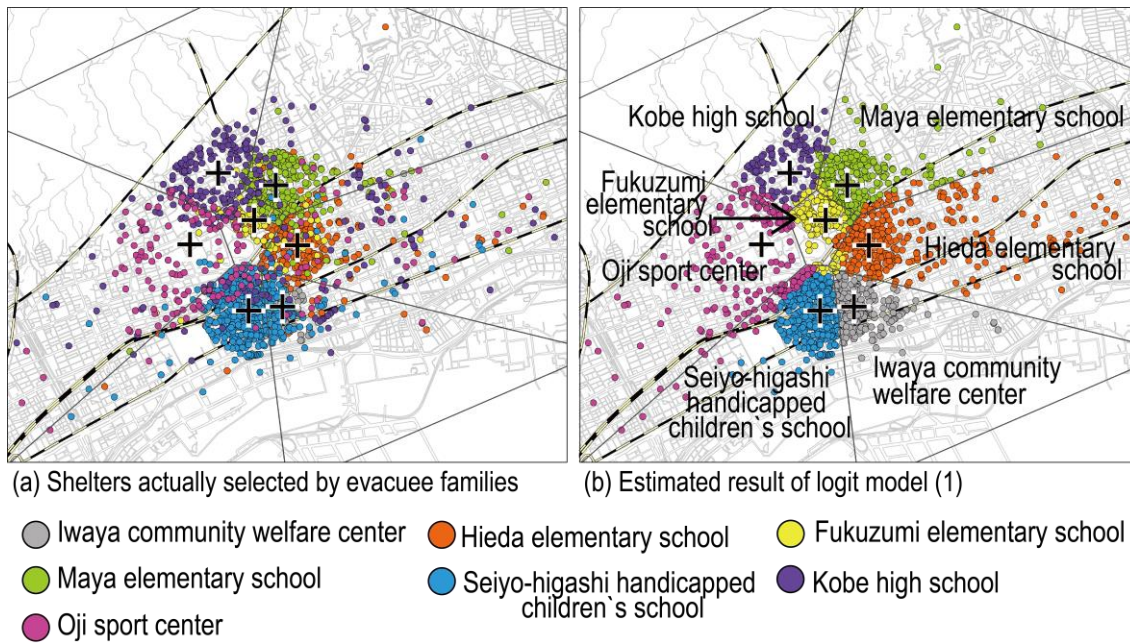 Kobe high school
Maya elementary school
Fukuzumi
elementary
school
Oji sport center
Hieda elementary
school
Seiyo-higashi
handicapped
children`s school
Iwaya community
welfare center
(a) Shelters actually selected by evacuee families
(b) Estimated result of logit model (1)
Iwaya community welfare center
Hieda elementary school
Fukuzumi elementary school
Maya elementary school
Seiyo-higashi handicapped
children`s school
Kobe high school
Oji sport center